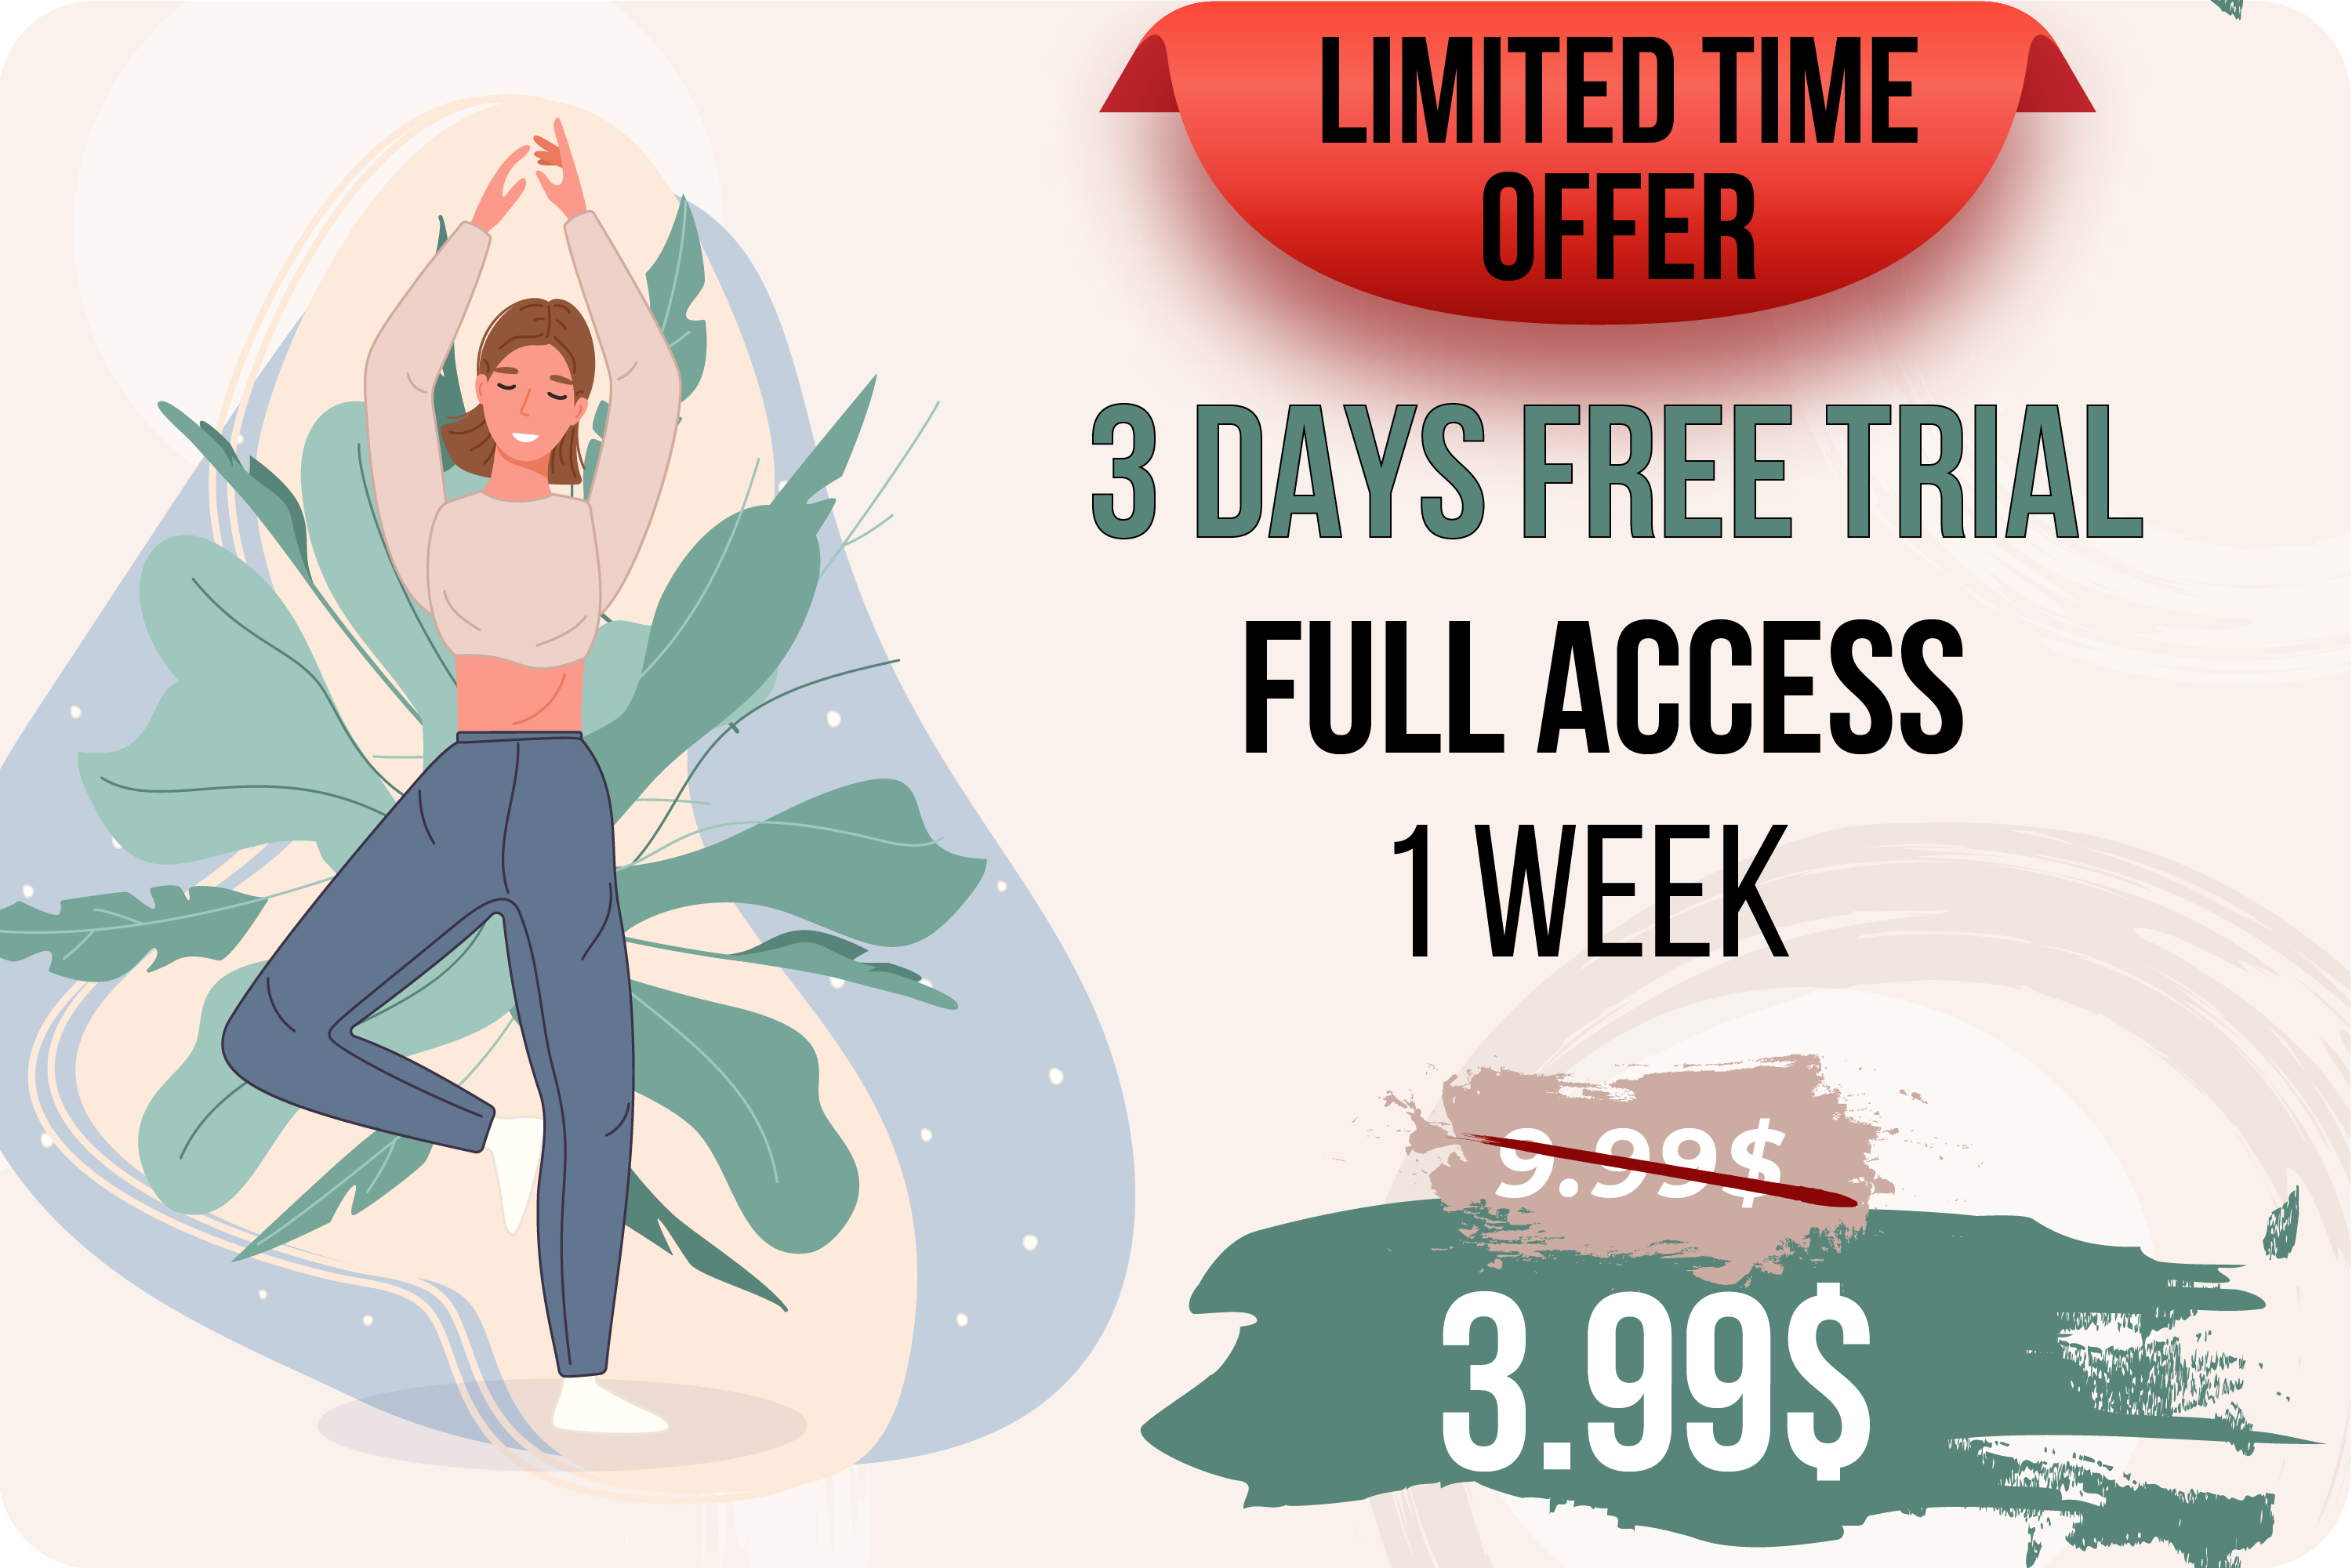 LIMITED TIME
OFFER
3 DAYS FREE TRIAL
FULL ACCESS
1 WEEK
9.99$
3.99$